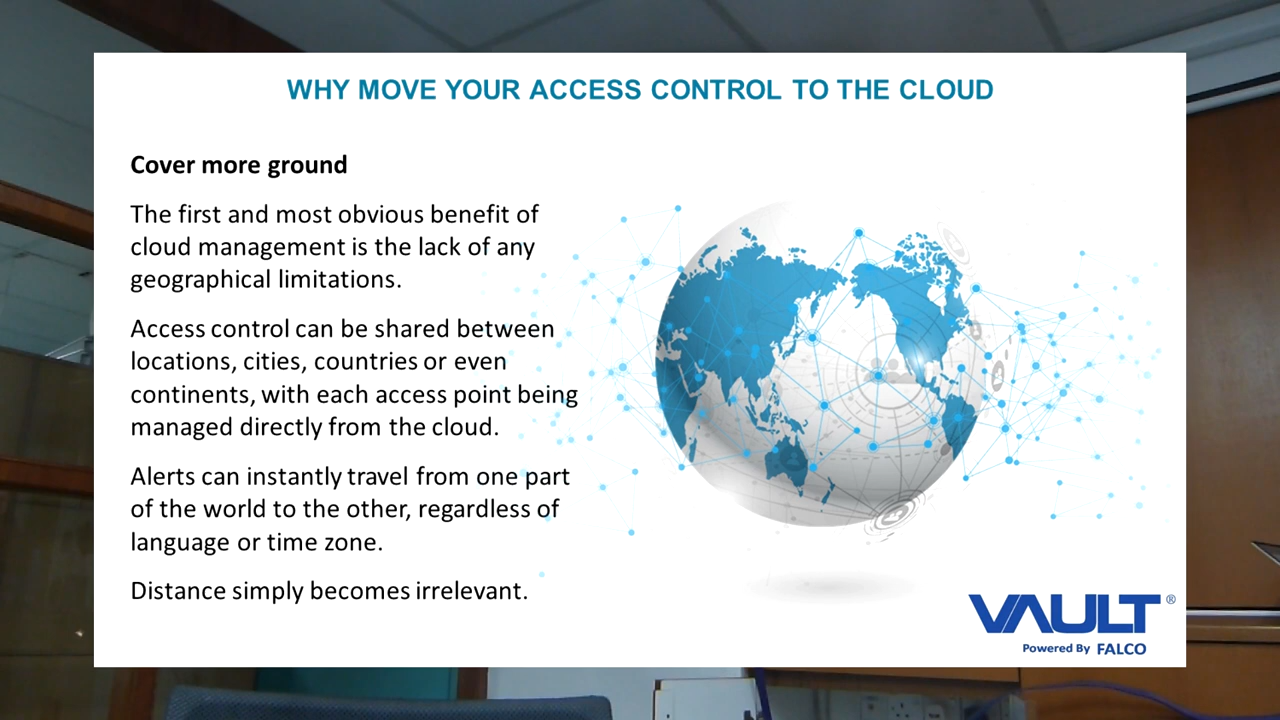 WHY MOVE YOUR ACCESS CONTROL TO THE CLOUD
Cover more ground
The first and most obvious benefit of
cloud management is the lack of any
geographical limitations.
Access control can be shared between
locations, cities, countries or even
continents, with each access point being
managed directly from the cloud.
Alerts can instantly travel from one part
of the world to the other, regardless of
language or time zone.
Distance simply becomes irrelevant.
VAULT®
Powered By FALCO